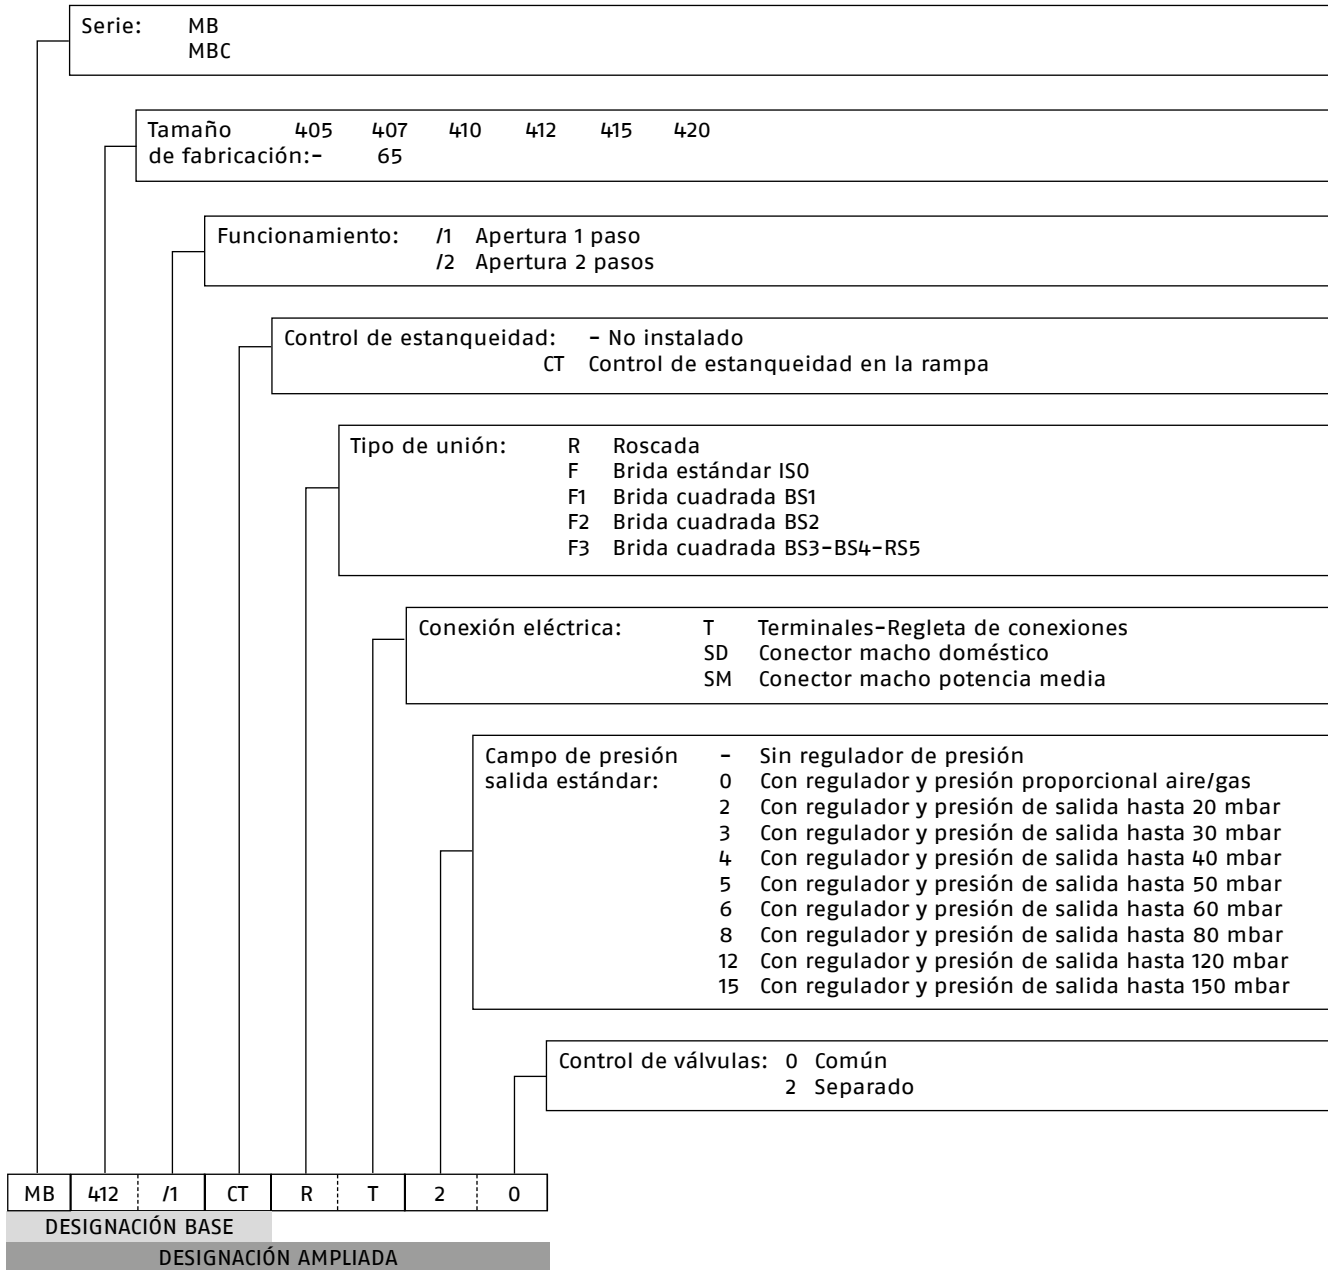 Serie: MB
MBC
Tamaño 405 407 410 412 415 420
de fabricación:- 65
Funcionamiento: /1 Apertura 1 paso
/2 Apertura 2 pasos
Control de estanqueidad: - No instalado
CT Control de estanqueidad en la rampa
Tipo de unión: R Roscada
F Brida estándar ISO
F1 Brida cuadrada BS1
F2 Brida cuadrada BS2
F3 Brida cuadrada BS3-BS4-RS5
Conexión eléctrica: T Terminales-Regleta de conexiones
SD Conector macho doméstico
SM Conector macho potencia media
Campo de presión - Sin regulador de presión
salida estándar: 0 Con regulador y presión proporcional aire/gas
2 Con regulador y presión de salida hasta 20 mbar
3 Con regulador y presión de salida hasta 30 mbar
4 Con regulador y presión de salida hasta 40 mbar
5 Con regulador y presión de salida hasta 50 mbar
6 Con regulador y presión de salida hasta 60 mbar
8 Con regulador y presión de salida hasta 80 mbar
12 Con regulador y presión de salida hasta 120 mbar
15 Con regulador y presión de salida hasta 150 mbar
Control de válvulas: 0 Común
2 Separado
MB 412 /1 CT R T 2 0
DESIGNACIÓN BASE
DESIGNACIÓN AMPLIADA